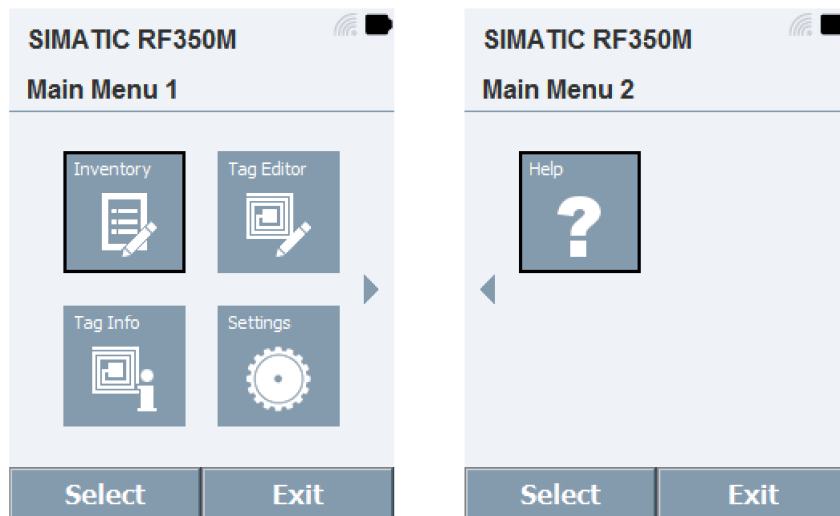 SIMATIC RF350M
Main Menu 1
Inventory
Tag Editor
Tag Info
Settings
Select
Exit
SIMATIC RF350M
Main Menu 2
Help
?
Select
Exit